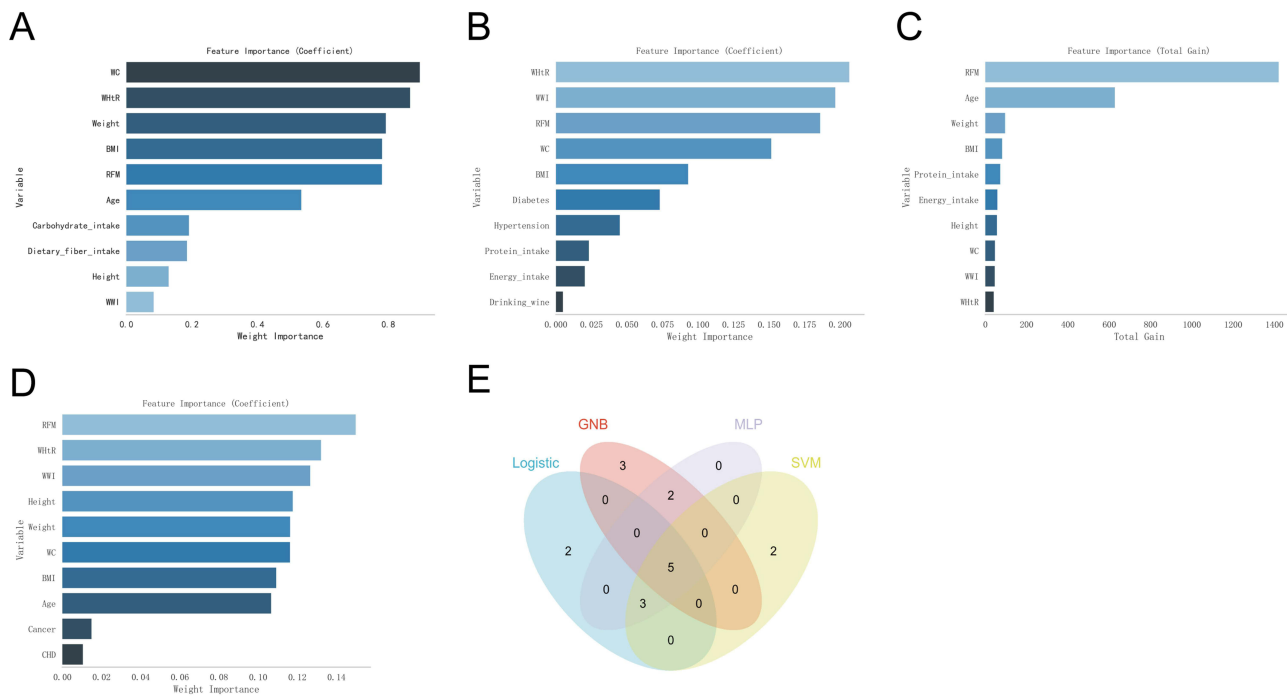 A
Feature Importance (Coefficient)
Variable
WC
WHtR
Weight
BMI
RFM
Age
Carbohydrate_intake
Dietary_fiber_intake
Height
WWI
0.0 0.2 0.4 0.6 0.8
Weight Importance
B
Feature Importance (Coefficient)
Variable
WHtR
WWI
RFM
WC
BMI
Diabetes
Hypertension
Protein_intake
Energy_intake
Drinking_wine
0.000 0.025 0.050 0.075 0.100 0.125 0.150 0.175 0.200
Weight Importance
C
Feature Importance (Total Gain)
Variable
RFM
Age
Weight
BMI
Protein_intake
Energy_intake
Height
WC
WWI
WHtR
0 200 400 600 800 1000 1200 1400
Total Gain
D
Feature Importance (Coefficient)
Variable
RFM
WHtR
WWI
Height
Weight
WC
BMI
Age
Cancer
CHD
0.00 0.02 0.04 0.06 0.08 0.10 0.12 0.14
Weight Importance
E
GNB MLP
Logistic SVM
3 0
0 2 0
0 0
2 2
5
0 0
3 0
0